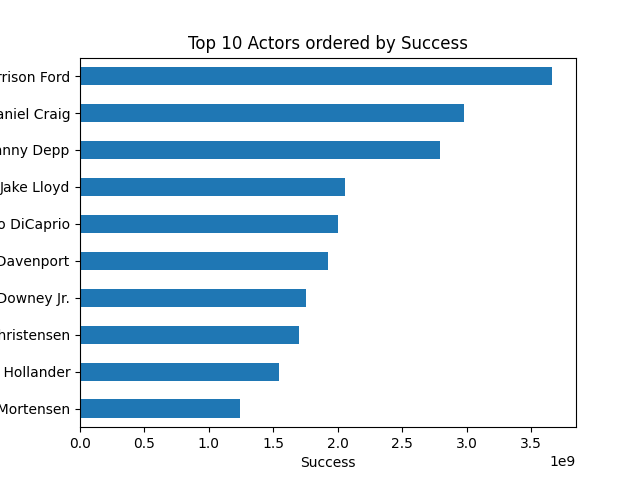 Top 10 Actors ordered by Success
rrison Ford
aniel Craig
nny Depp
Jake Lloyd
o DiCaprio
Davenport
Downey Jr.
hristensen
Hollander
Mortensen
0.0 0.5 1.0 1.5 2.0 2.5 3.0 3.5
1e9
Success